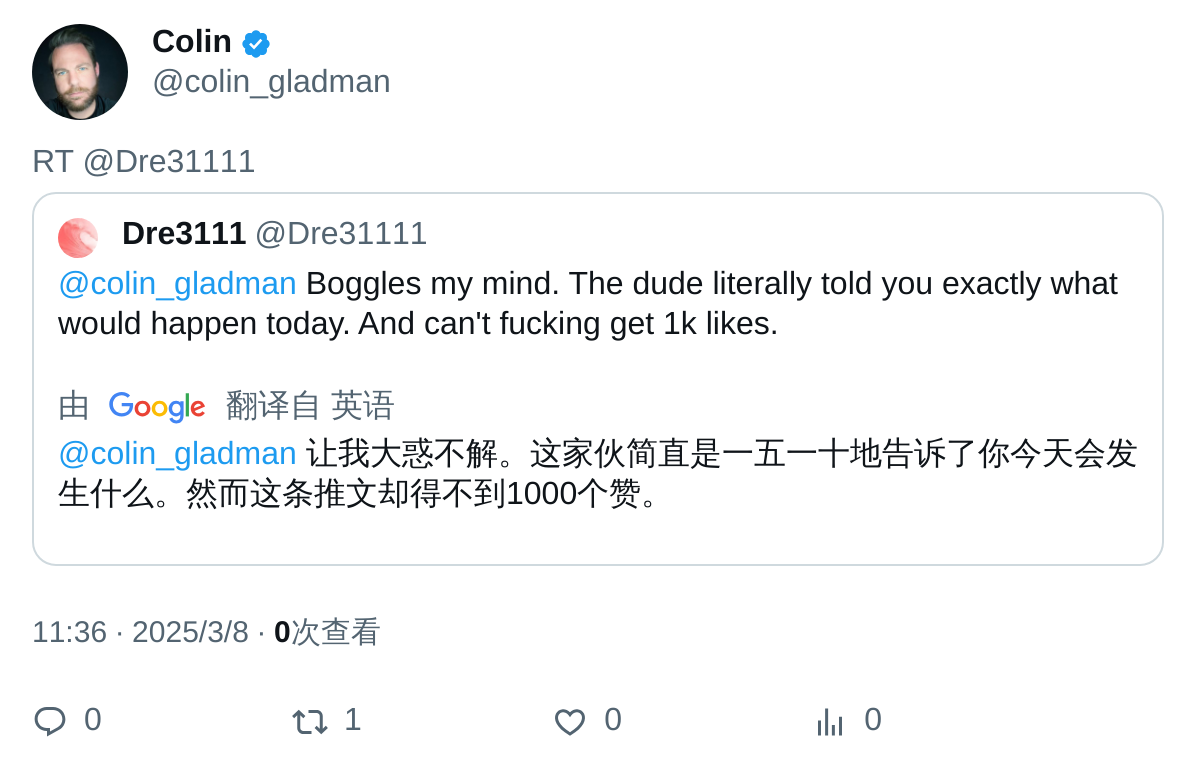 Colin
@colin_gladman
RT @Dre31111
Dre3111 @Dre31111
@colin_gladman Boggles my mind. The dude literally told you exactly what
would happen today. And can't fucking get 1k likes.
由 Google 翻译自 英语
@colin_gladman 让我大惑不解。这家伙简直是一五一十地告诉了你今天会发
生什么。然而这条推文却得不到1000个赞。
11:36 · 2025/3/8 · 0次查看
0 1 0 0